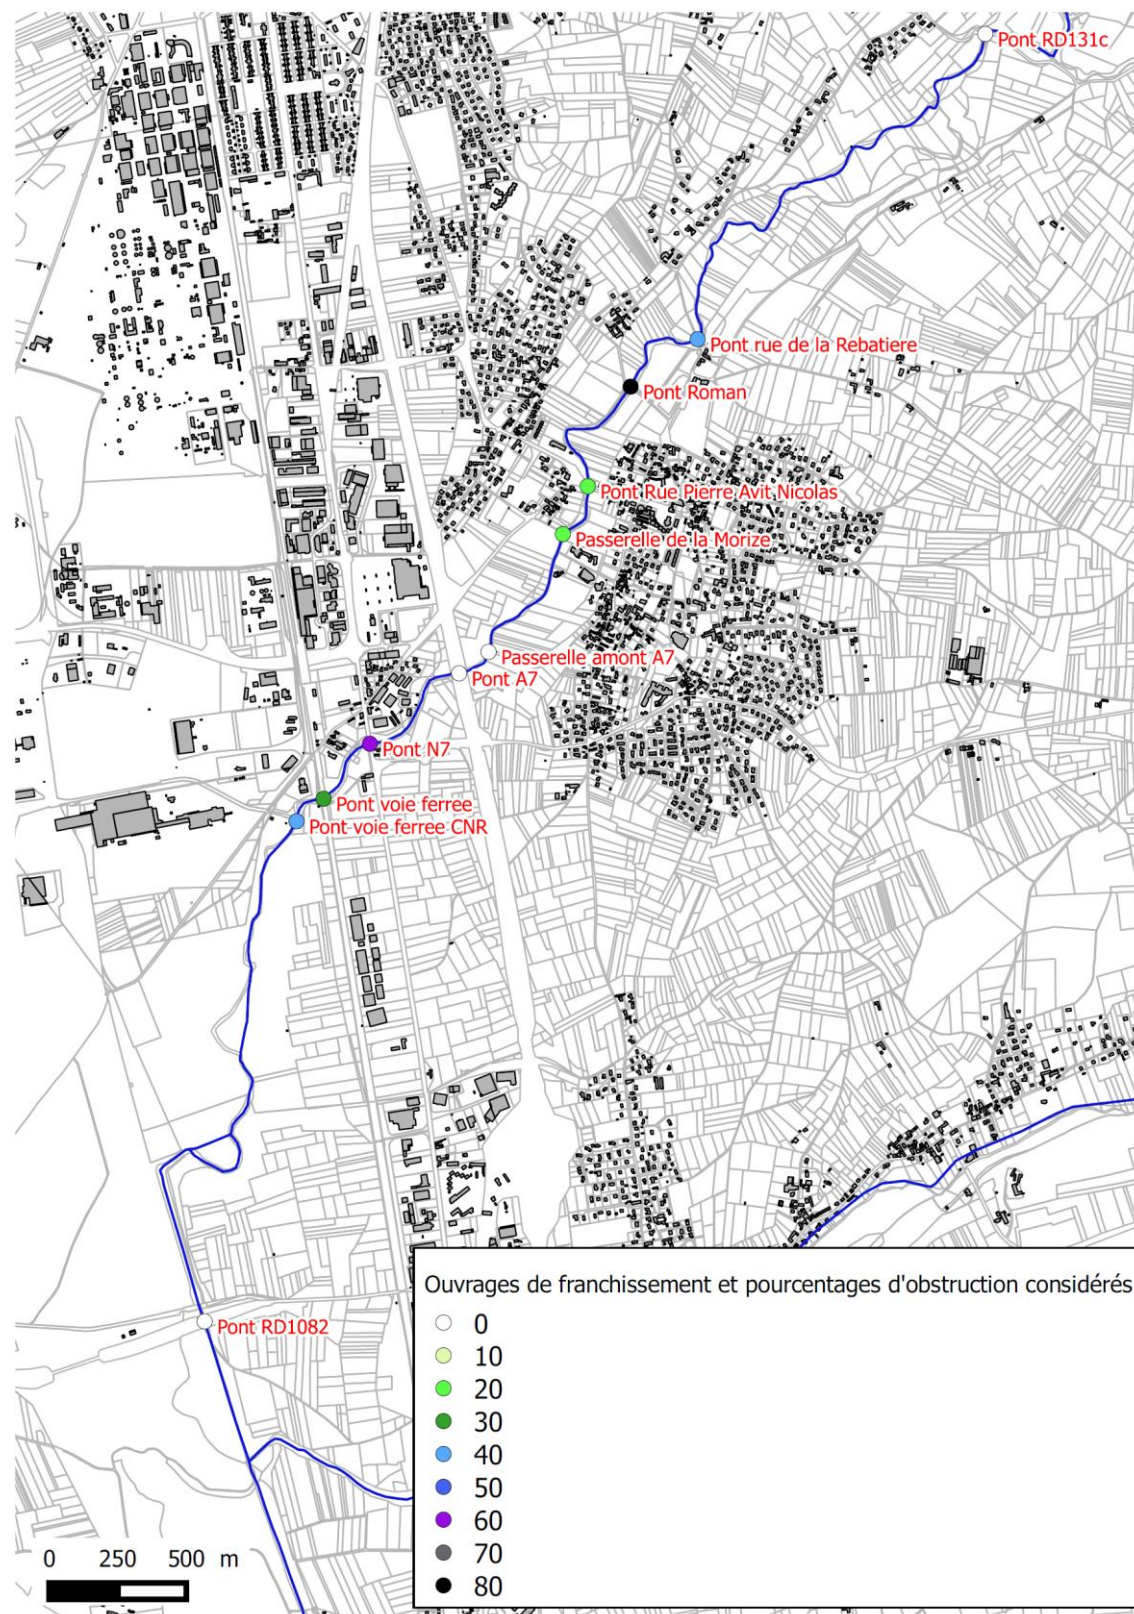 Pont RD131c
Pont rue de la Rebatiere
Pont Roman
Pont Rue Pierre Avit Nicolas
Passerelle de la Morize
Passerelle amont A7
Pont A7
Pont N7
Pont voie ferree
Pont voie ferree CNR
Pont RD1082
Ouvrages de franchissement et pourcentages d'obstruction considérés
0
10
20
30
40
50
60
70
80
0 250 500 m